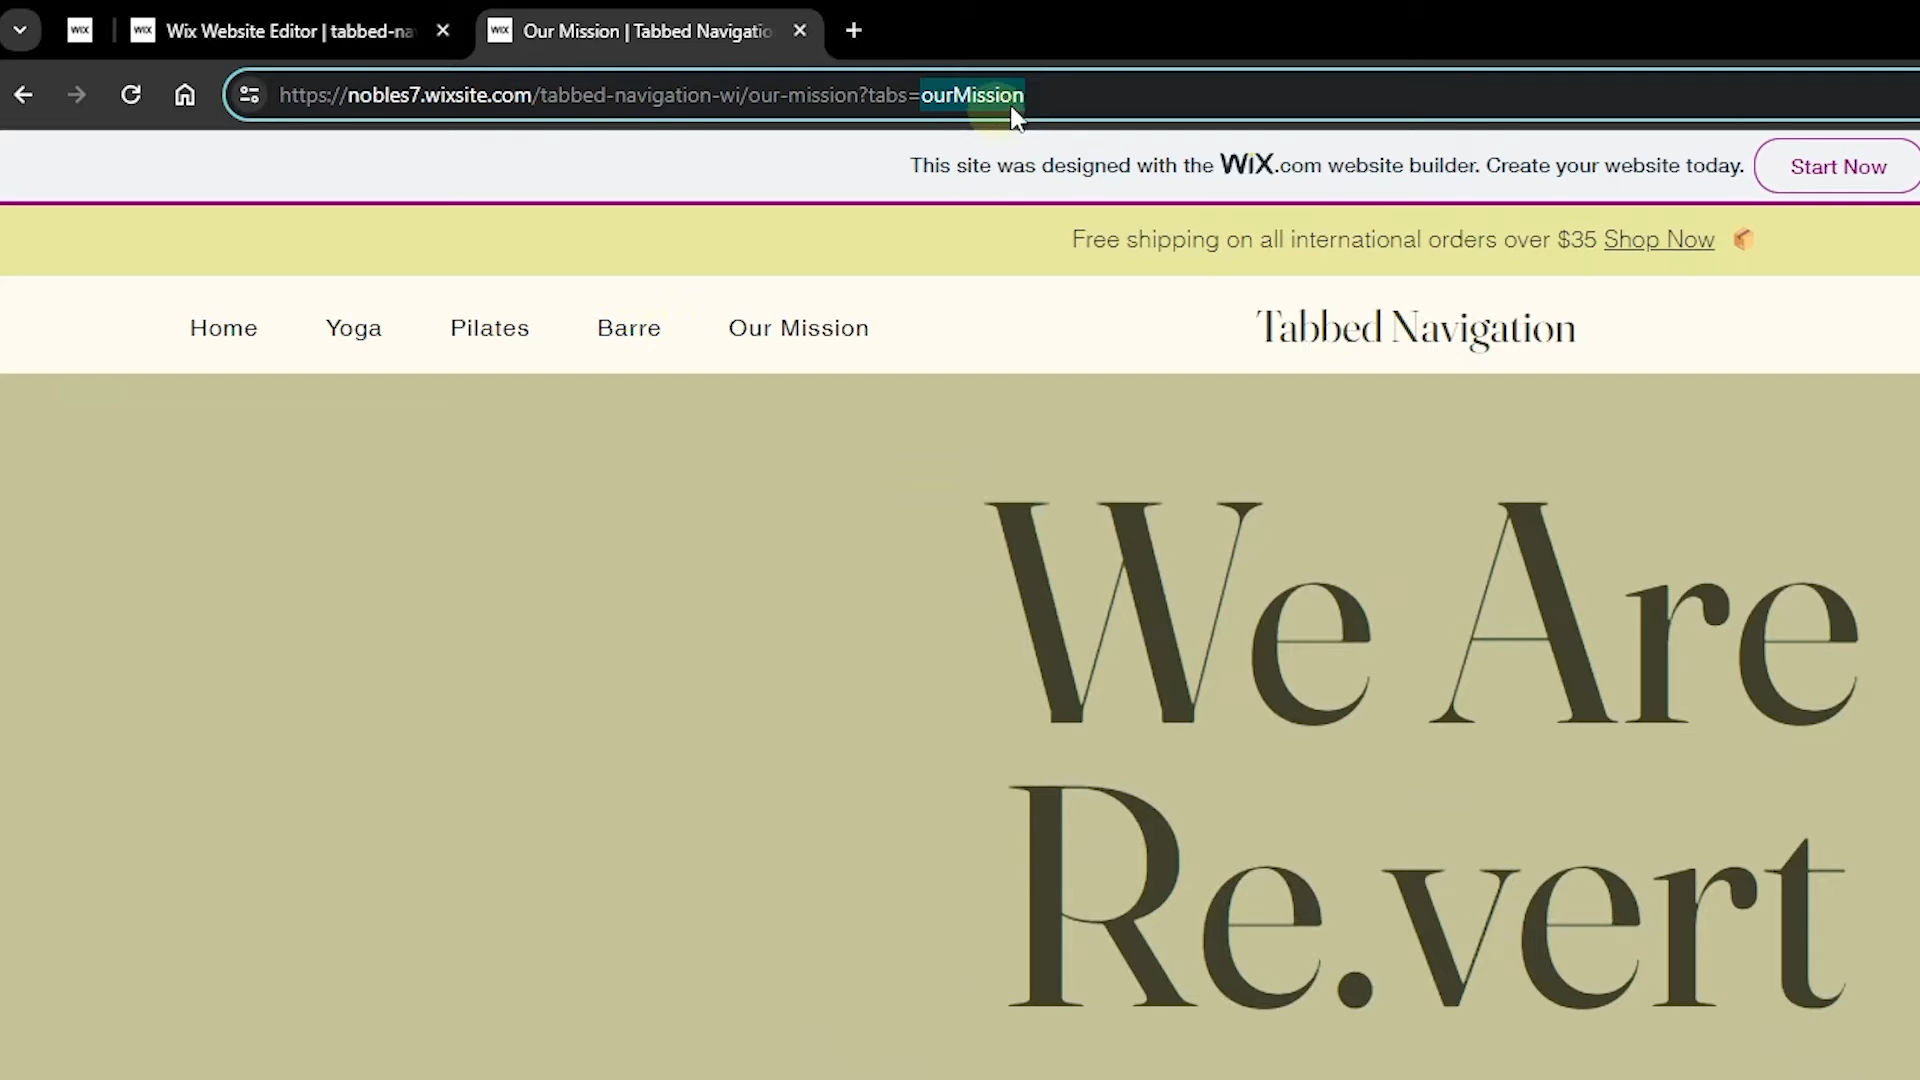 WIX
WIX Wix Website Editor | tabbed-na
WIX Our Mission | Tabbed Navigatio
https://nobles7.wixsite.com/tabbed-navigation-wi/our-mission?tabs=ourMission
This site was designed with the WiX.com website builder. Create your website today.
Start Now
Free shipping on all international orders over $35 Shop Now
Home Yoga Pilates Barre Our Mission
Tabbed Navigation
We Are
Re.vert